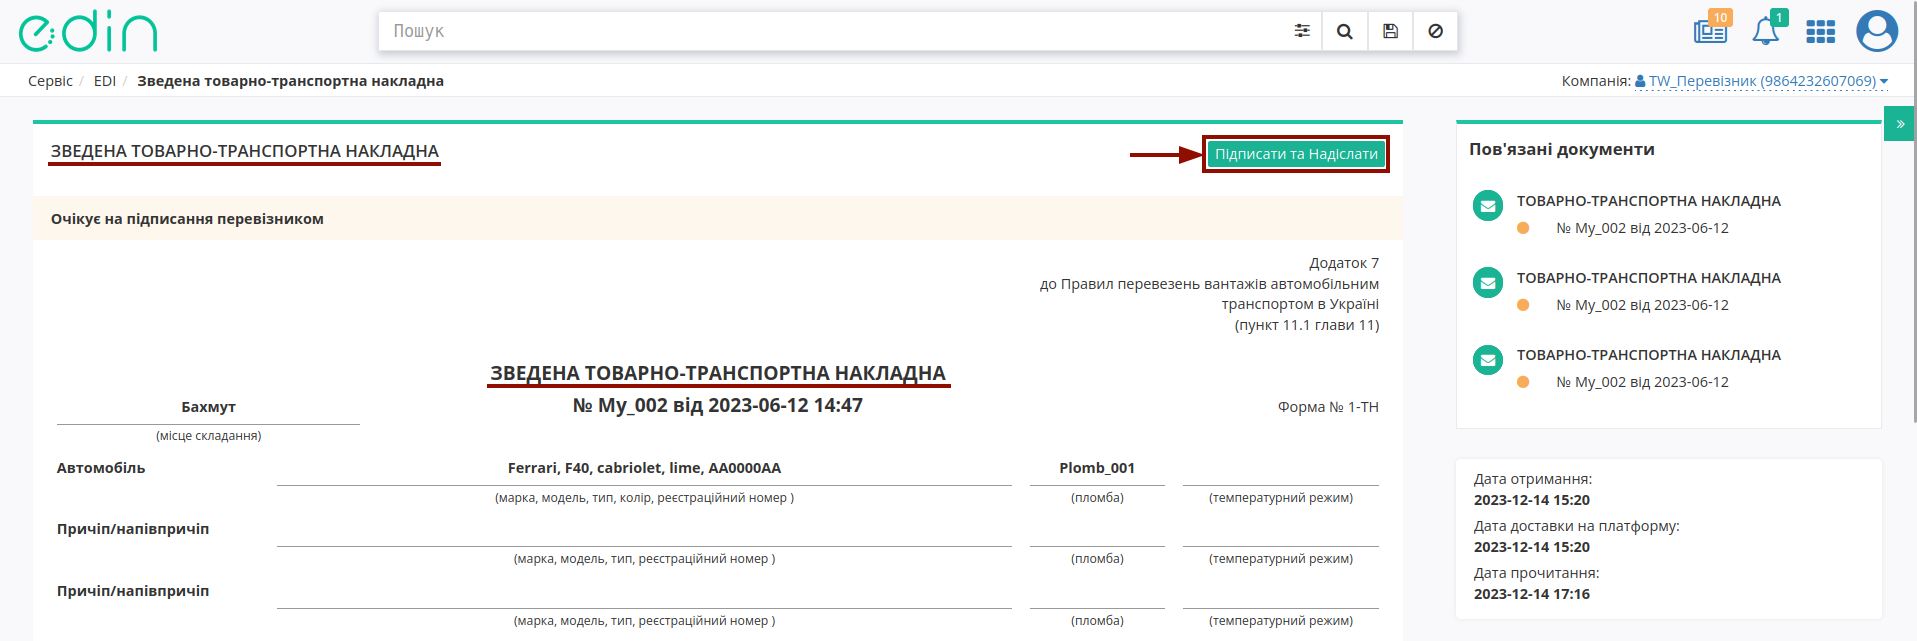 edin
Пошук
10
1
Сервіс / EDI / Зведена товарно-транспортна накладна
Компанія: TW_Перевізник (9864232607069)
ЗВЕДЕНА ТОВАРНО-ТРАНСПОРТНА НАКЛАДНА
Підписати та Надіслати
Очікує на підписання перевізником
Додаток 7
до Правил перевезень вантажів автомобільним
транспортом в Україні
(пункт 11.1 глави 11)
ЗВЕДЕНА ТОВАРНО-ТРАНСПОРТНА НАКЛАДНА
Бахмут
№ My_002 від 2023-06-12 14:47
Форма № 1-ТН
(місце складання)
Автомобіль
Ferrari, F40, cabriolet, lime, AA0000AA
Plomb_001
(марка, модель, тип, колір, реєстраційний номер )
(пломба)
(температурний режим)
Причіп/напівпричіп
(марка, модель, тип, реєстраційний номер )
(пломба)
(температурний режим)
Причіп/напівпричіп
(марка, модель, тип, реєстраційний номер )
(пломба)
(температурний режим)
»
Пов'язані документи
ТОВАРНО-ТРАНСПОРТНА НАКЛАДНА
№ My_002 від 2023-06-12
ТОВАРНО-ТРАНСПОРТНА НАКЛАДНА
№ My_002 від 2023-06-12
ТОВАРНО-ТРАНСПОРТНА НАКЛАДНА
№ My_002 від 2023-06-12
Дата отримання:
2023-12-14 15:20
Дата доставки на платформу:
2023-12-14 15:20
Дата прочитання:
2023-12-14 17:16